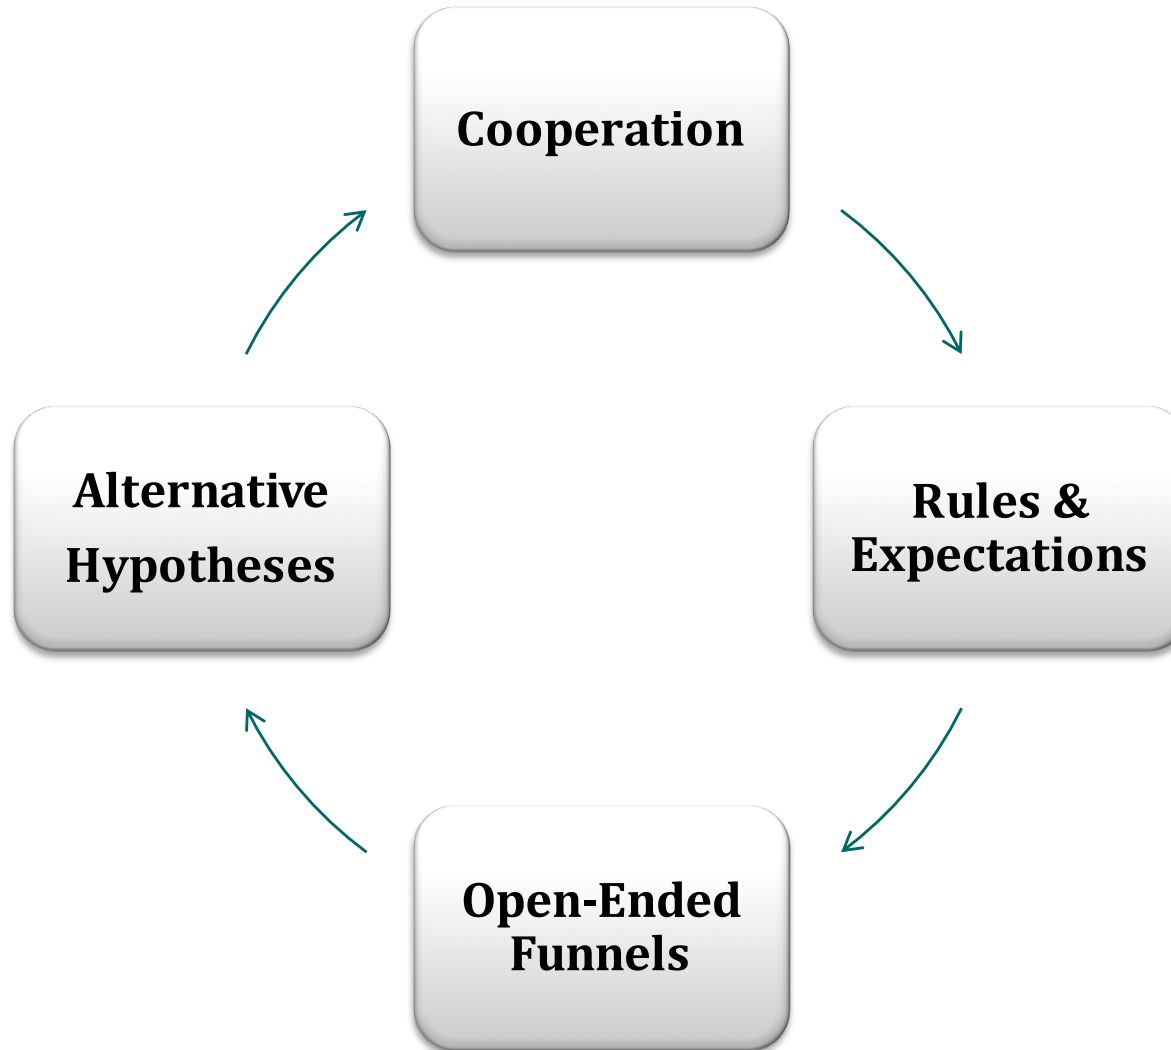 Cooperation
Rules &
Expectations
Open-Ended
Funnels
Alternative
Hypotheses